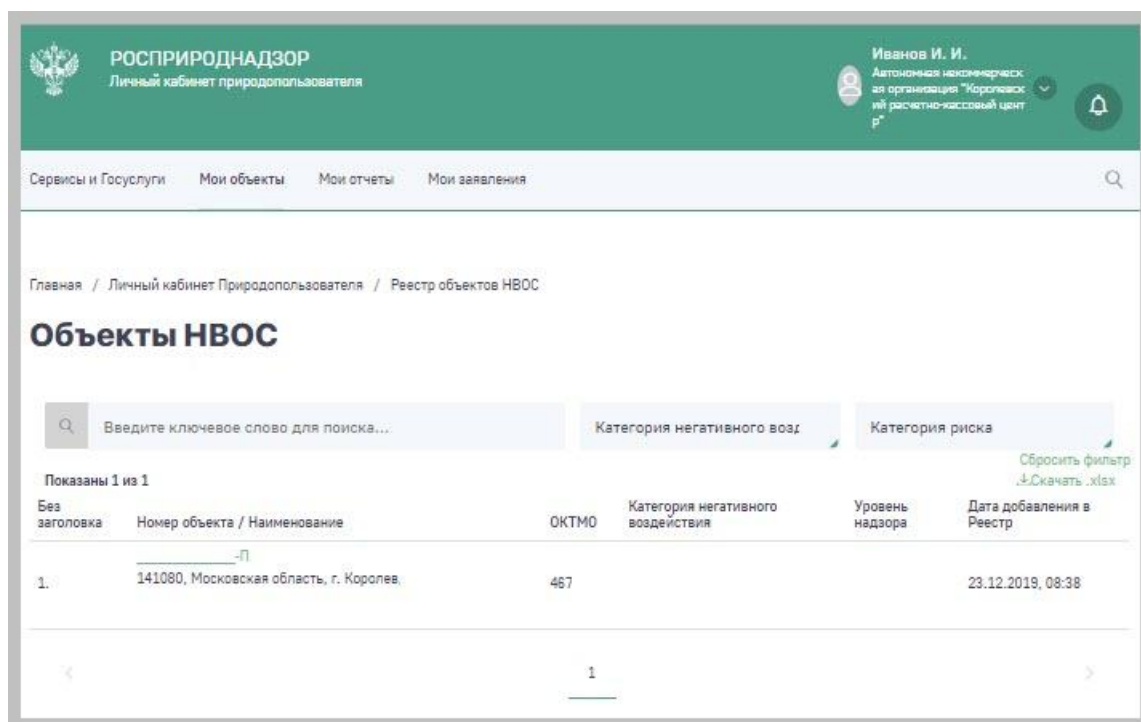 РОСПРИРОДНАДЗОР
Личный кабинет природопользователя
Иванов И. И.
Автономная некоммерческ
ая организация "Королевск
ий расчетно-кассовый цент
р"
Сервисы и Госуслуги Мои объекты Мои отчеты Мои заявления
Главная / Личный кабинет Природопользователя / Реестр объектов НВОС
Объекты НВОС
Введите ключевое слово для поиска... Категория негативного возд Категория риска
Сбросить фильтр
Показаны 1 из 1 Скачать .xlsx
Без заголовка Номер объекта / Наименование ОКТМО Категория негативного воздействия Уровень надзора Дата добавления в Реестр
-П
1. 141080, Московская область, г. Королев, 467 23.12.2019, 08:38
1